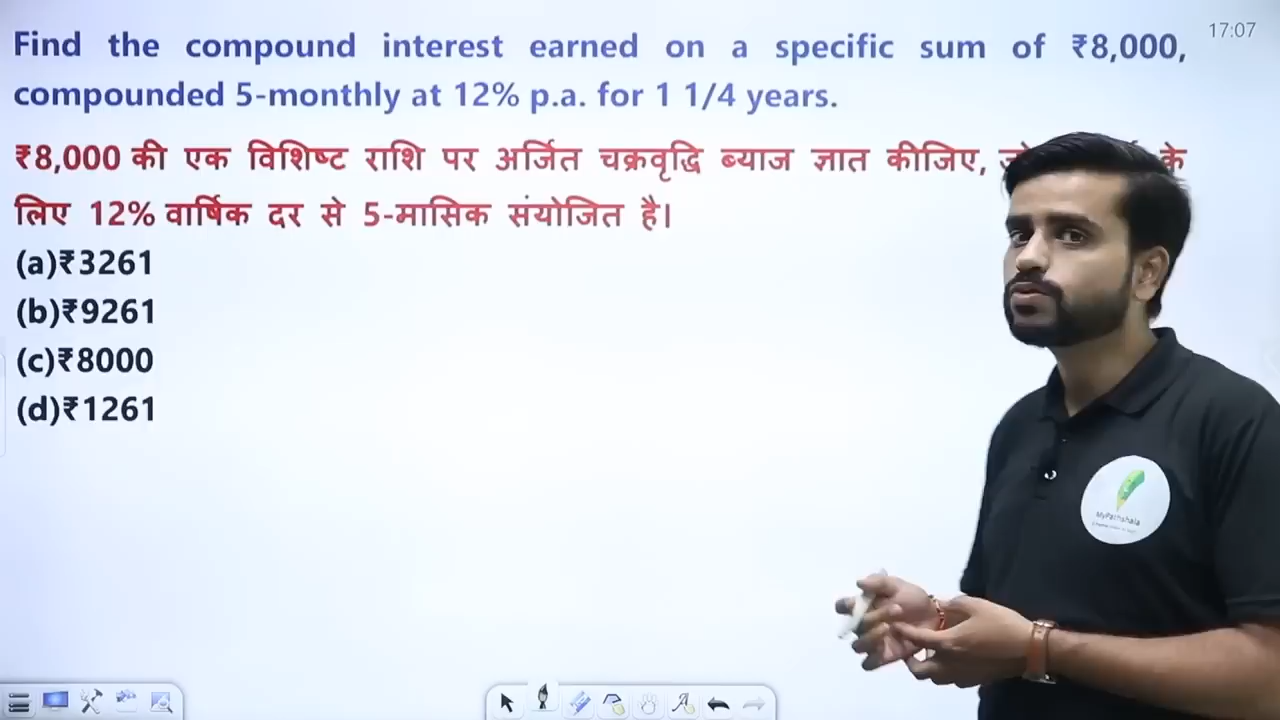 17:07
Find the compound interest earned on a specific sum of ₹8,000,
compounded 5-monthly at 12% p.a. for 1 1/4 years.
₹8,000 की एक विशिष्ट राशि पर अर्जित चक्रवृद्धि ब्याज ज्ञात कीजिए, के
लिए 12% वार्षिक दर से 5-मासिक संयोजित है।
(a)₹3261
(b)₹9261
(c)₹8000
(d)₹1261
MyPathshala